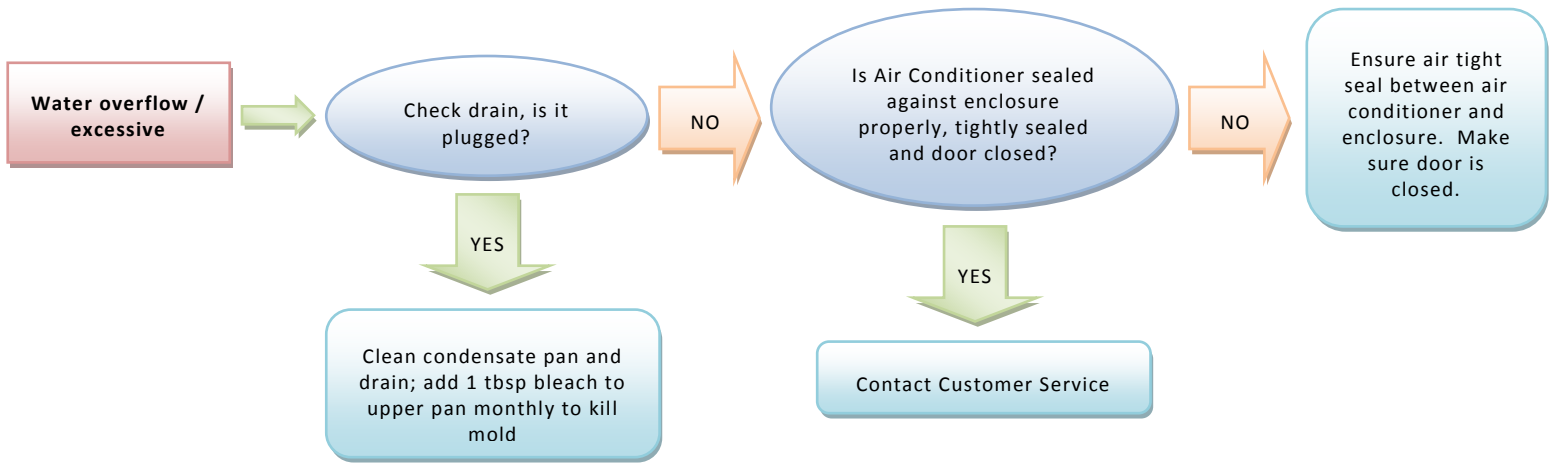 Water overflow /
excessive
Check drain, is it
plugged?
NO
Is Air Conditioner sealed
against enclosure
properly, tightly sealed
and door closed?
NO
Ensure air tight
seal between air
conditioner and
enclosure.  Make
sure door is
closed.
YES
YES
Clean condensate pan and
drain; add 1 tbsp bleach to
upper pan monthly to kill
mold
Contact Customer Service